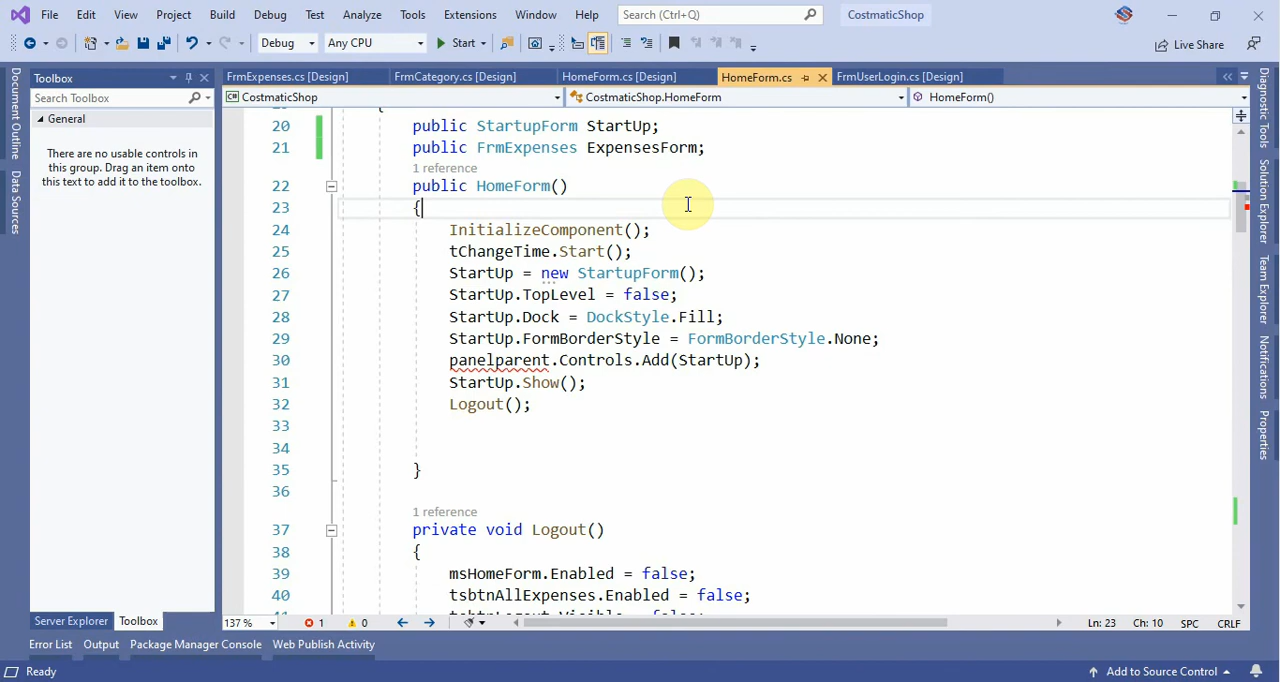 File Edit View Project Build Debug Test Analyze Tools Extensions Window Help Search (Ctrl+Q) CostmaticShop
Debug Any CPU Start Live Share
Toolbox
Search Toolbox
General
There are no usable controls in
this group. Drag an item onto
this text to add it to the toolbox.
Document Outline
Data Sources
FrmExpenses.cs [Design] FrmCategory.cs [Design] HomeForm.cs [Design] HomeForm.cs FrmUserLogin.cs [Design]
CostmaticShop CostmaticShop.HomeForm HomeForm()
20 public StartupForm StartUp;
21 public FrmExpenses ExpensesForm;
1 reference
22 public HomeForm()
23 {
24 InitializeComponent();
25 tChangeTime.Start();
26 StartUp = new StartupForm();
27 StartUp.TopLevel = false;
28 StartUp.Dock = DockStyle.Fill;
29 StartUp.FormBorderStyle = FormBorderStyle.None;
30 panelparent.Controls.Add(StartUp);
31 StartUp.Show();
32 Logout();
33
34
35 }
36
1 reference
37 private void Logout()
38 {
39 msHomeForm.Enabled = false;
40 tsbtnAllExpenses.Enabled = false;
Diagnostic Tools
Solution Explorer
Team Explorer
Notifications
Properties
137 % 1 0 Ln: 23 Ch: 10 SPC CRLF
Server Explorer Toolbox
Error List Output Package Manager Console Web Publish Activity
Ready Add to Source Control